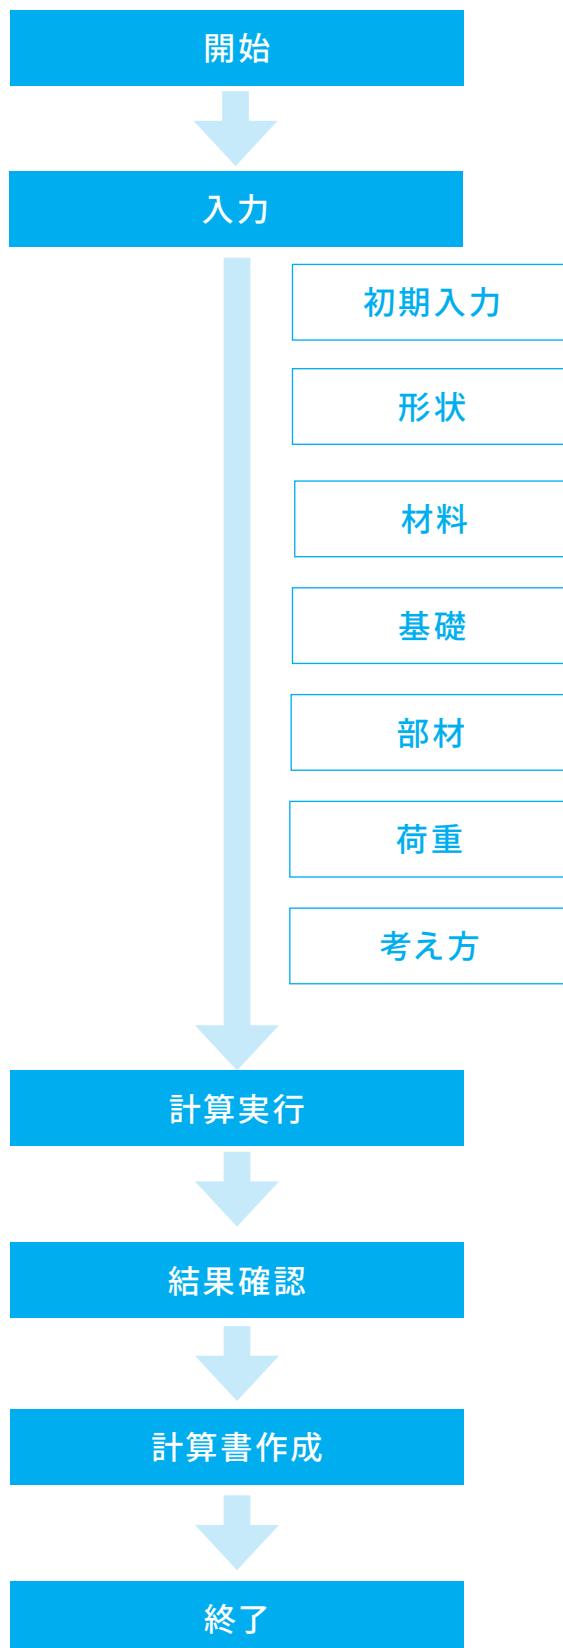 開始
入力
初期入力
形状
材料
基礎
部材
荷重
考え方
計算実行
結果確認
計算書作成
終了